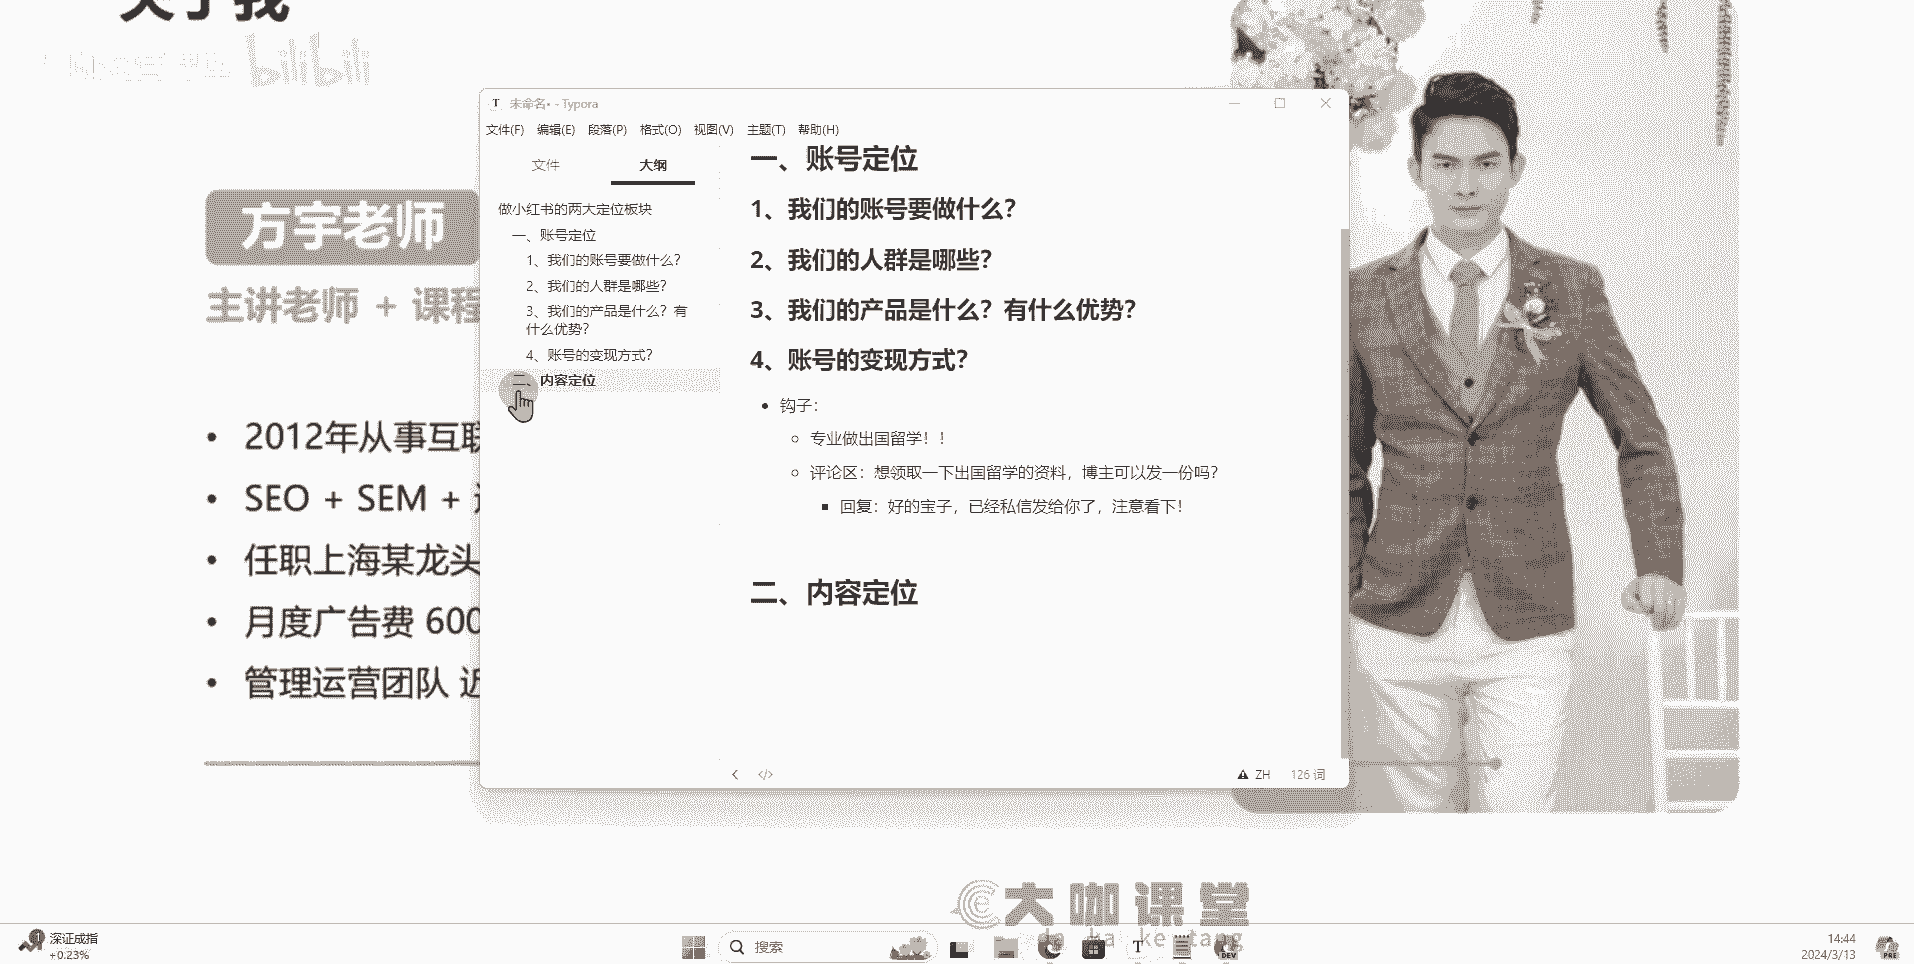 关于我
bilibili
方宇老师
主讲老师 + 课程
• 2012年从事互联
• SEO + SEM +
• 任职上海某龙头
• 月度广告费 600
• 管理运营团队 近
未命名• - Typora
文件(F) 编辑(E) 段落(P) 格式(O) 视图(V) 主题(T) 帮助(H)
文件 大纲
做小红书的两大定位板块
一、账号定位
1、我们的账号要做什么？
2、我们的人群是哪些？
3、我们的产品是什么？有
什么优势？
4、账号的变现方式？
二、内容定位
一、账号定位
1、我们的账号要做什么？
2、我们的人群是哪些？
3、我们的产品是什么？有什么优势？
4、账号的变现方式？
• 钩子：
◦ 专业做出国留学！！
◦ 评论区：想领取一下出国留学的资料，博主可以发一份吗？
▪ 回复：好的宝子，已经私信发给你了，注意看下！
二、内容定位
ZH 126 词
大咖课堂
da ka ke tang
深证成指
+0.23%
搜索
14:44
2024/3/13